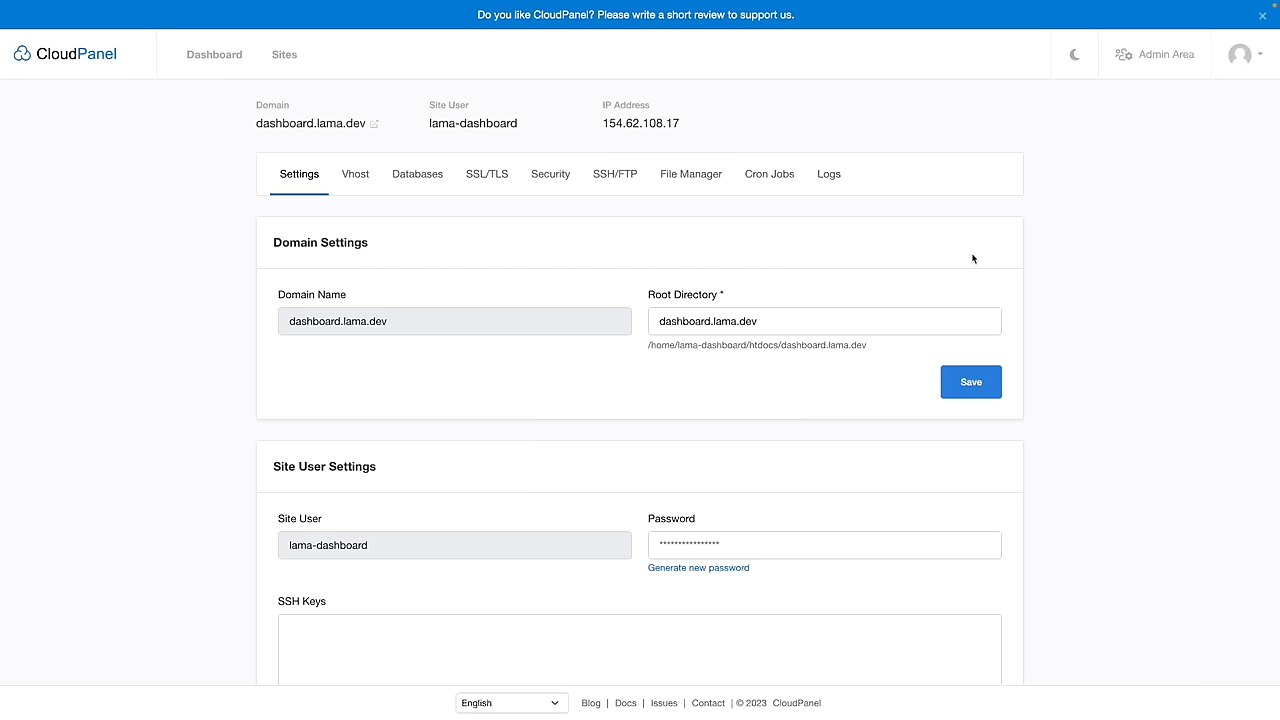 Do you like CloudPanel? Please write a short review to support us.
CloudPanel
Dashboard
Sites
Admin Area
Domain
Site User
IP Address
dashboard.lama.dev
lama-dashboard
154.62.108.17
Settings
Vhost
Databases
SSL/TLS
Security
SSH/FTP
File Manager
Cron Jobs
Logs
Domain Settings
Domain Name
Root Directory *
dashboard.lama.dev
dashboard.lama.dev
/home/lama-dashboard/htdocs/dashboard.lama.dev
Save
Site User Settings
Site User
Password
lama-dashboard
****************
Generate new password
SSH Keys
English
Blog | Docs | Issues | Contact | © 2023 CloudPanel